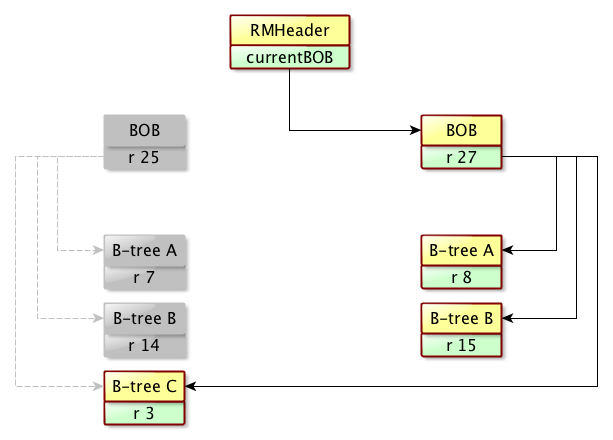 RMHeader
currentBOB
BOB
r 25
BOB
r 27
B-tree A
r 7
B-tree A
r 8
B-tree B
r 14
B-tree B
r 15
B-tree C
r 3